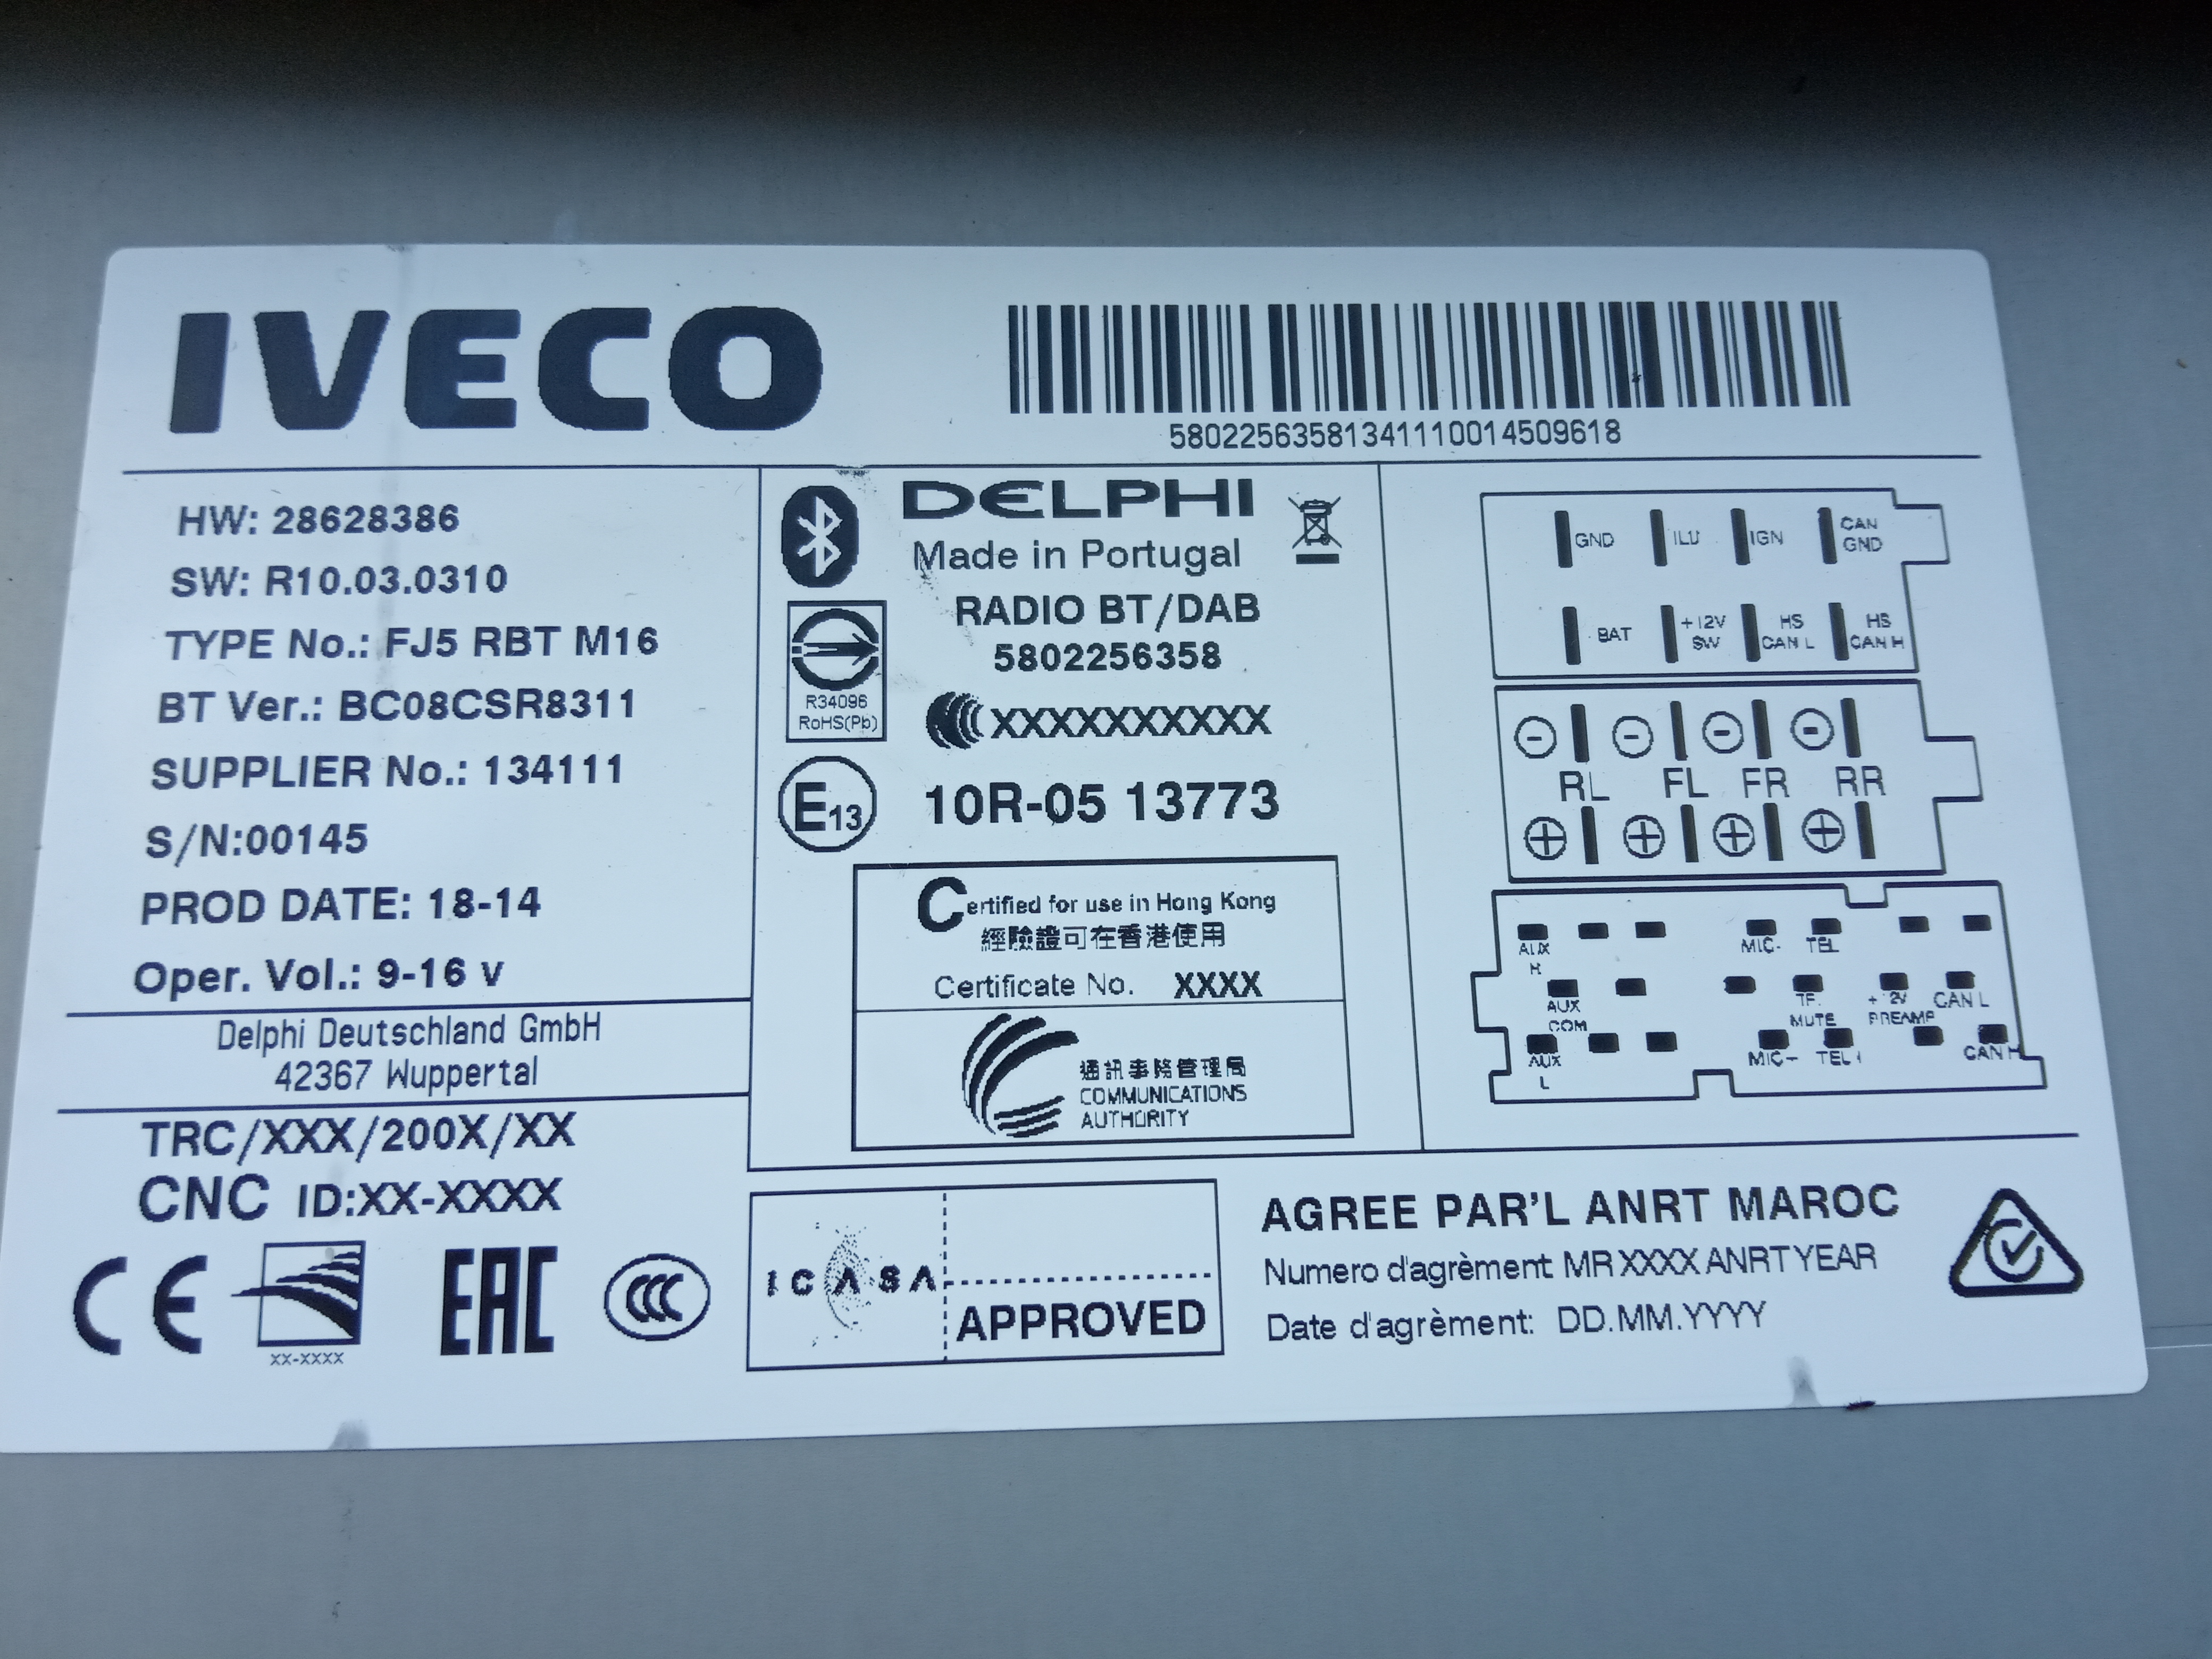 IVECO
58022563581341110014509618
HW: 28628386
SW: R10.03.0310
TYPE No.: FJ5 RBT M16
BT Ver.: BC08CSR8311
SUPPLIER No.: 134111
S/N:00145
PROD DATE: 18-14
Oper. Vol.: 9-16 v
Delphi Deutschland GmbH
42367 Wuppertal
TRC/XXX/200X/XX
CNC ID:XX-XXXX
CE
XX-XXXX
EAC
CCC
DELPHI
Made in Portugal
RADIO BT/DAB
5802256358
R34096
RoHS(Pb)
XXXXXXXXXX
E13
10R-05 13773
Certified for use in Hong Kong
經驗證可在香港使用
Certificate No. XXXX
通訊事務管理局
COMMUNICATIONS
AUTHORITY
GND ILU IGN CAN GND
BAT +12V SW HS CAN L HS CAN H
RL FL FR RR
AUX MIC- TEL
AUX COM MUTE PREAMP CAN L
AUX L MIC+ TEL CAN H
ICASA
APPROVED
AGREE PAR'L ANRT MAROC
Numero d'agrèment MR XXXX ANRT YEAR
Date d'agrèment: DD.MM.YYYY